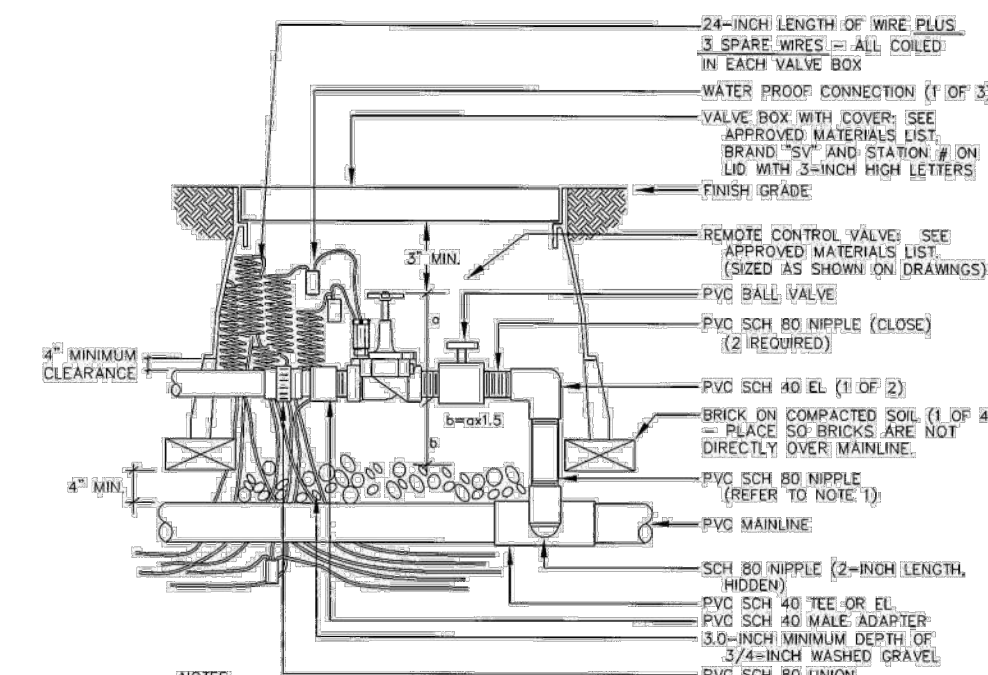 24-INCH LENGTH OF WIRE PLUS
3 SPARE WIRES - ALL COILED
IN EACH VALVE BOX
WATER PROOF CONNECTION (1 OF 3)
VALVE BOX WITH COVER: SEE
APPROVED MATERIALS LIST.
BRAND "SV" AND STATION # ON
LID WITH 3-INCH HIGH LETTERS
FINISH GRADE
REMOTE CONTROL VALVE: SEE
APPROVED MATERIALS LIST.
(SIZED AS SHOWN ON DRAWINGS)
3" MIN.
PVC BALL VALVE
a
PVC SCH 80 NIPPLE (CLOSE)
(2 REQUIRED)
4" MINIMUM
CLEARANCE
PVC SCH 40 EL (1 OF 2)
b=ax1.5
BRICK ON COMPACTED SOIL (1 OF 4
- PLACE SO BRICKS ARE NOT
DIRECTLY OVER MAINLINE.
b
4" MIN.
PVC SCH 80 NIPPLE
(REFER TO NOTE 1)
PVC MAINLINE
SCH 80 NIPPLE (2-INCH LENGTH,
HIDDEN)
PVC SCH 40 TEE OR EL
PVC SCH 40 MALE ADAPTER
3.0-INCH MINIMUM DEPTH OF
3/4-INCH WASHED GRAVEL
PVC SCH 80 UNION
NOTES